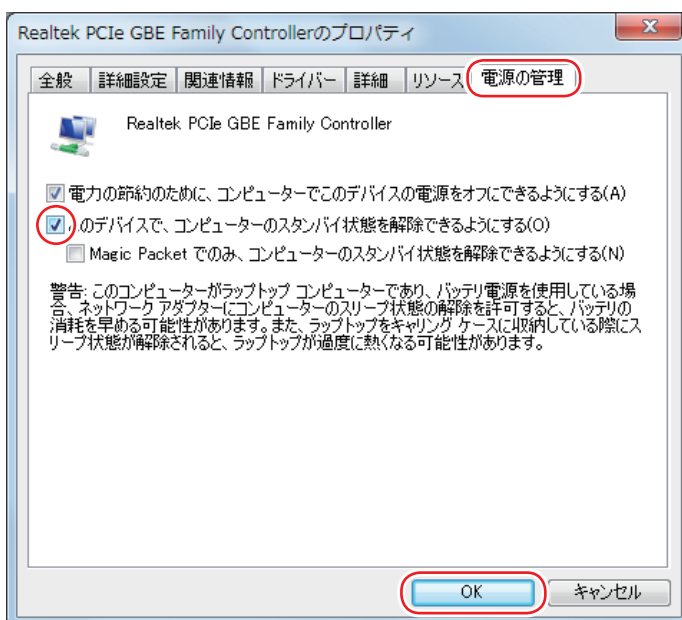 Realtek PCIe GBE Family Controllerのプロパティ
全般 詳細設定 関連情報 ドライバー 詳細 リソース 電源の管理
Realtek PCIe GBE Family Controller
電力の節約のために、コンピューターでこのデバイスの電源をオフにできるようにする(A)
のデバイスで、コンピューターのスタンバイ状態を解除できるようにする(O)
Magic Packet でのみ、コンピューターのスタンバイ状態を解除できるようにする(N)
警告: このコンピューターがラップトップ コンピューターであり、バッテリ電源を使用している場
合、ネットワーク アダプターにコンピューターのスリープ状態の解除を許可すると、バッテリの
消耗を早める可能性があります。また、ラップトップをキャリング ケースに収納している際にス
リープ状態が解除されると、ラップトップが過度に熱くなる可能性があります。
OK キャンセル